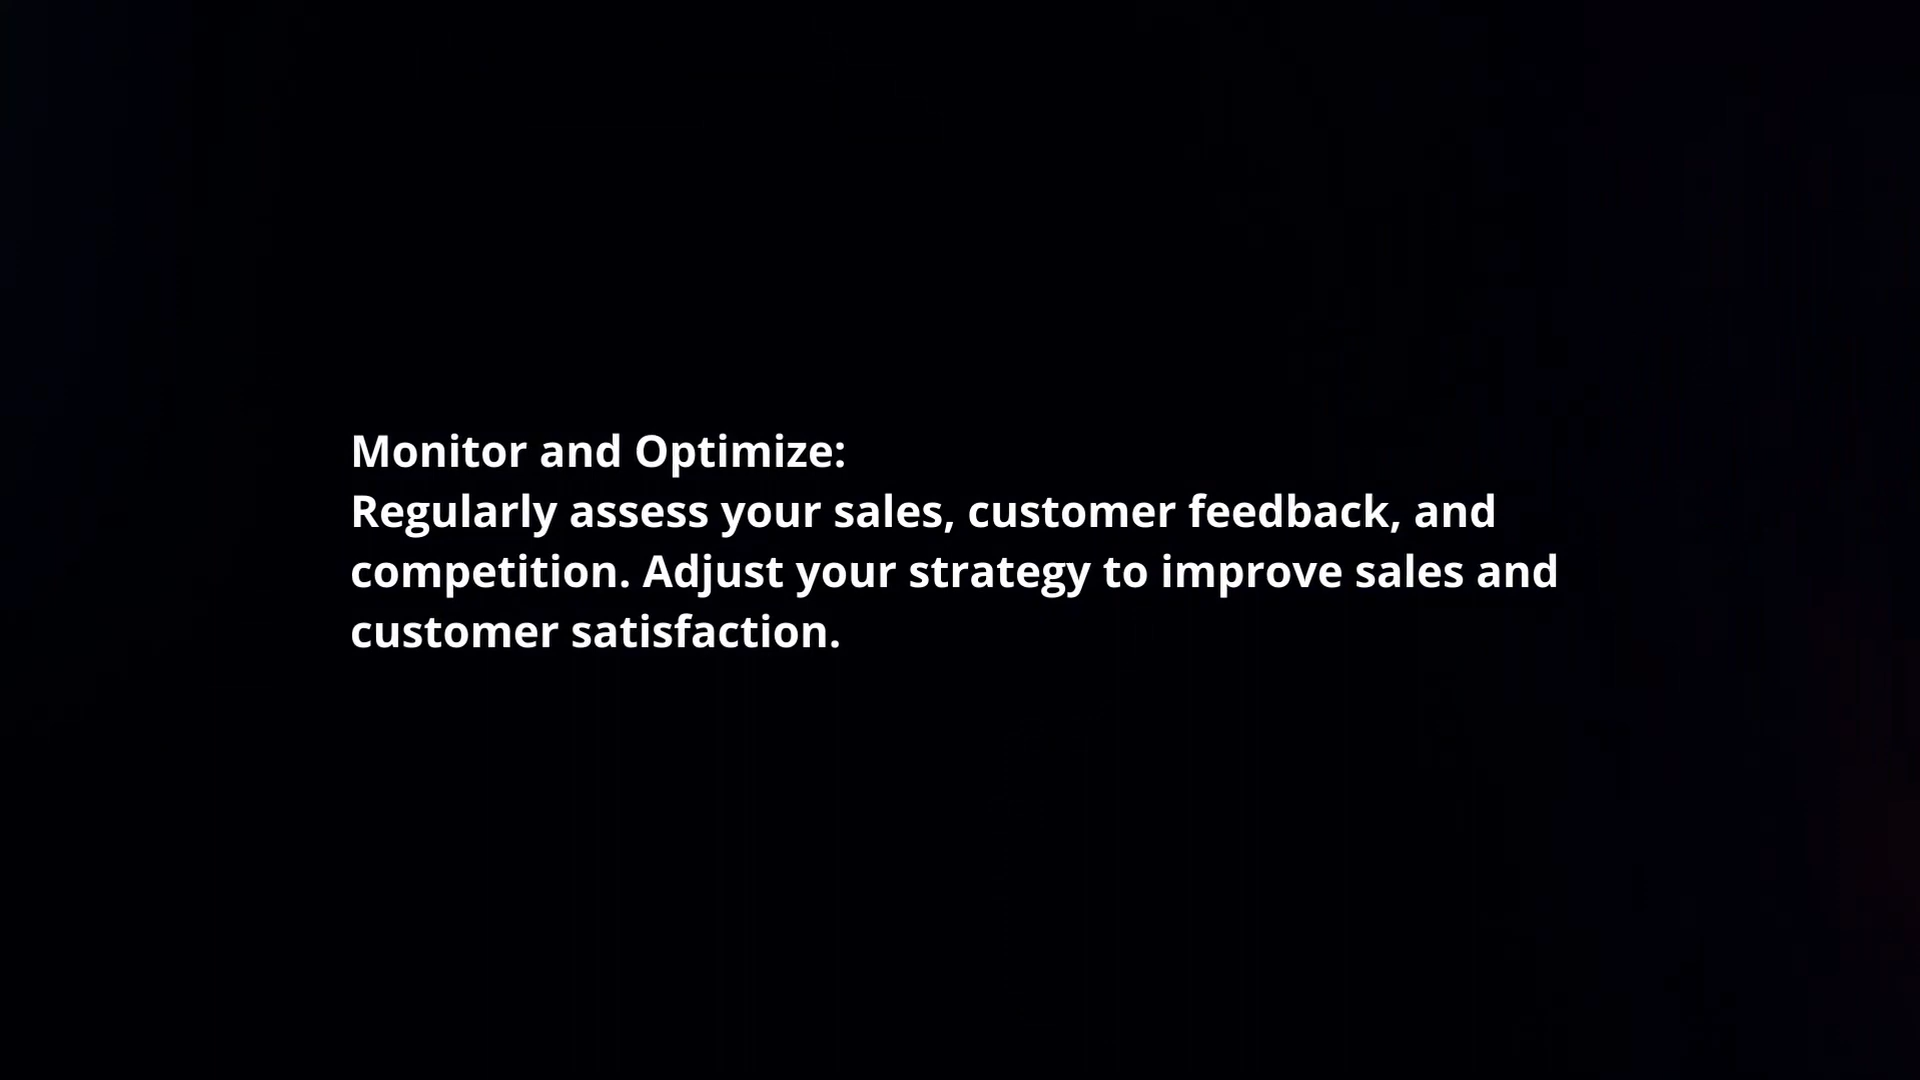 Monitor and Optimize:
Regularly assess your sales, customer feedback, and
competition. Adjust your strategy to improve sales and
customer satisfaction.